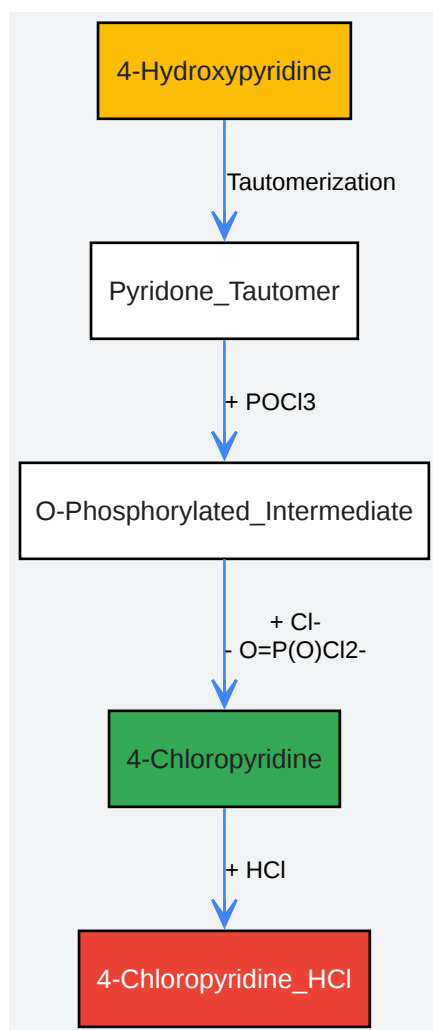 4-Hydroxypyridine
Tautomerization
Pyridone_Tautomer
+ POCl3
O-Phosphorylated_Intermediate
+ Cl-
- O=P(O)Cl2-
4-Chloropyridine
+ HCl
4-Chloropyridine_HCl